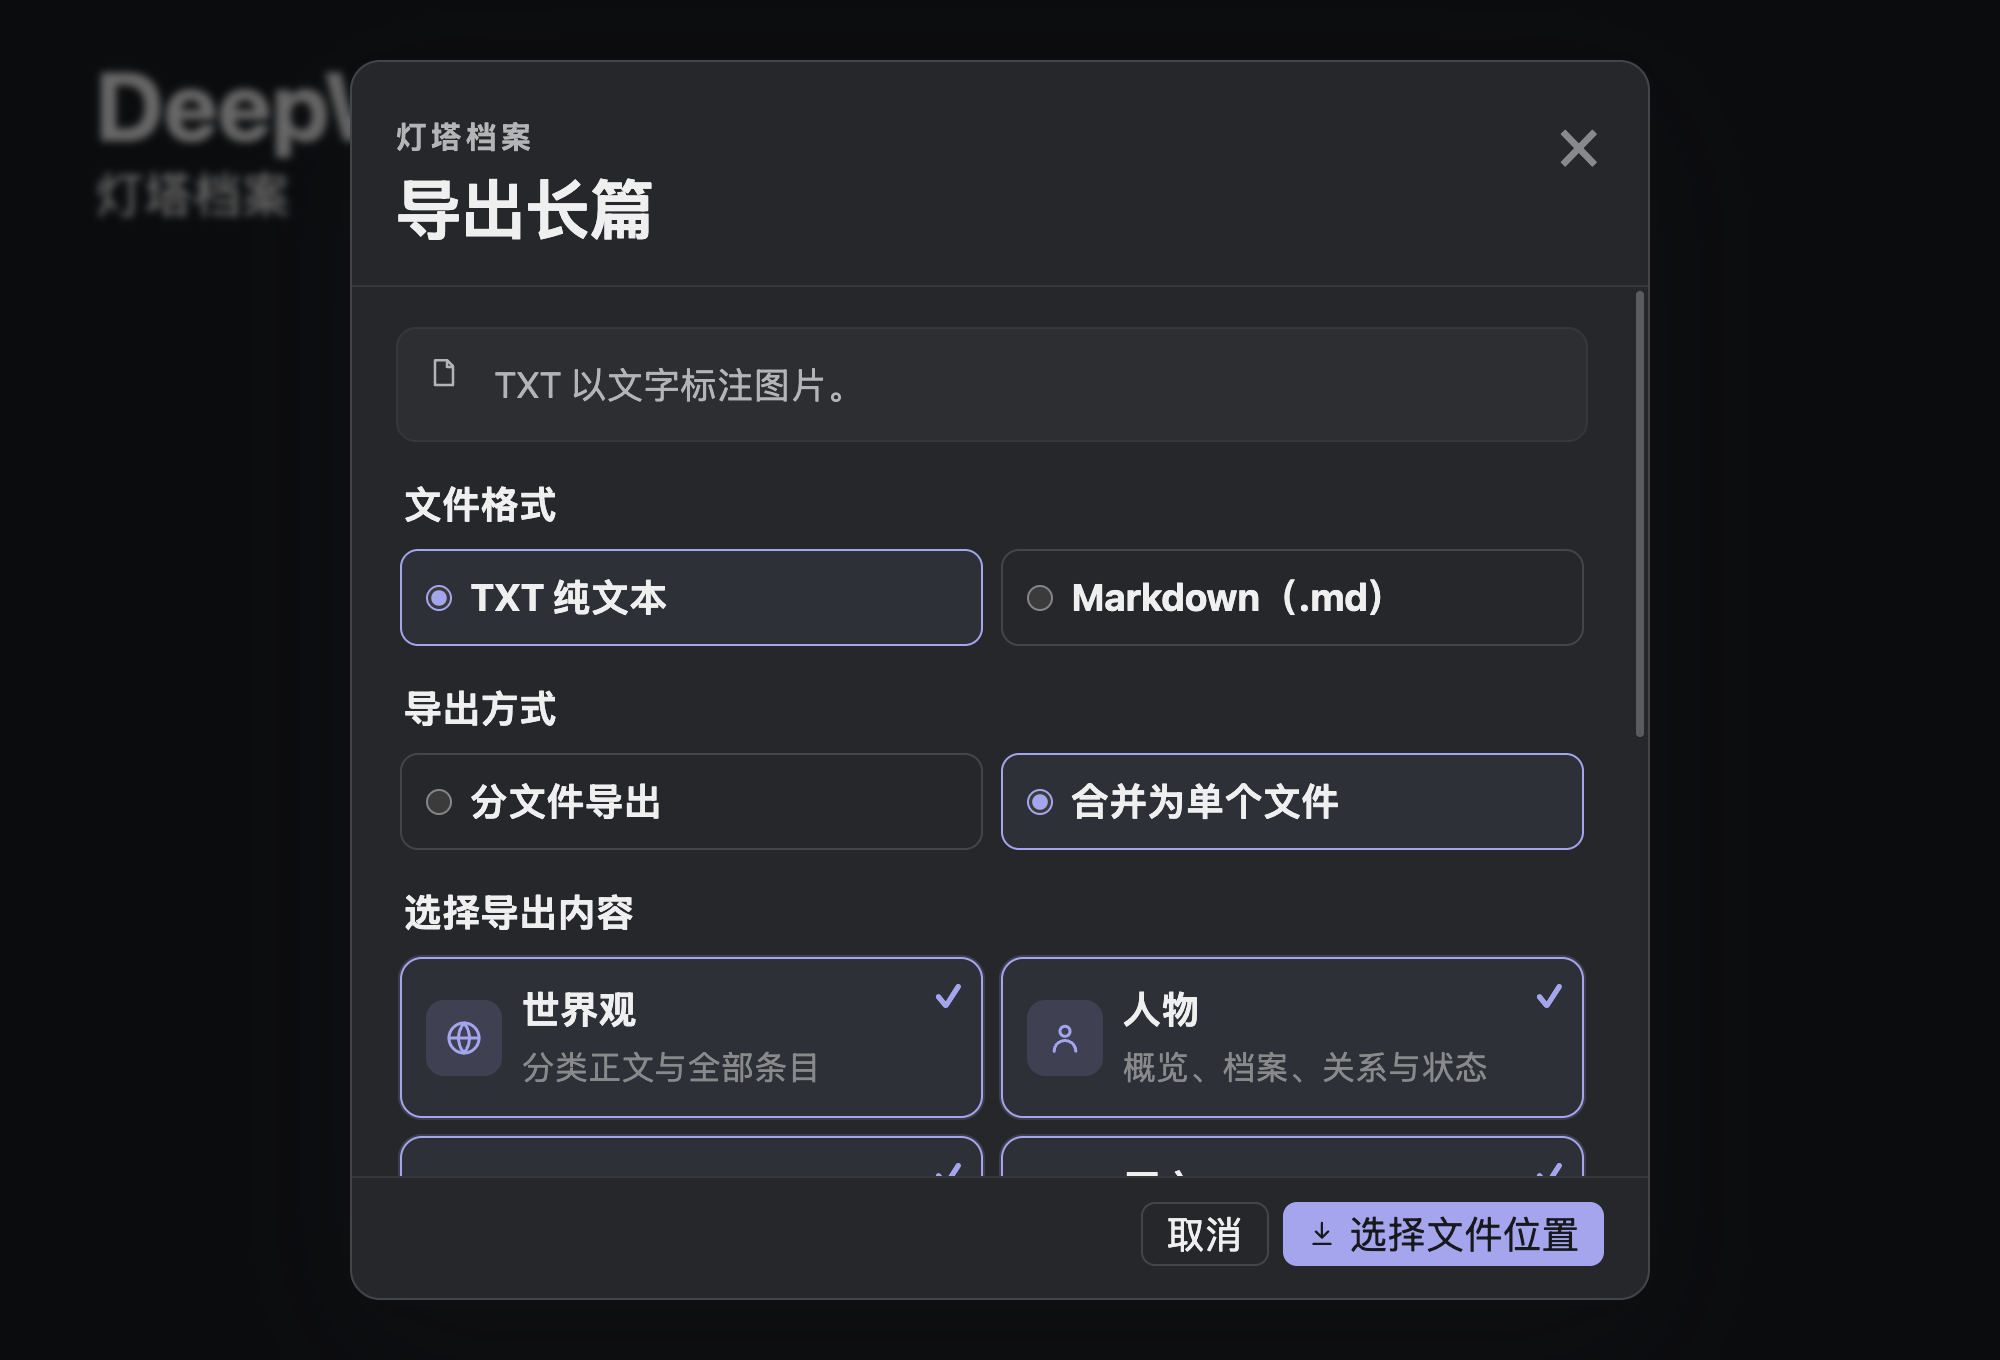 灯塔档案
灯塔档案
导出长篇
TXT 以文字标注图片。
文件格式
TXT 纯文本
Markdown（.md）
导出方式
分文件导出
合并为单个文件
选择导出内容
世界观
分类正文与全部条目
人物
概览、档案、关系与状态
取消
选择文件位置